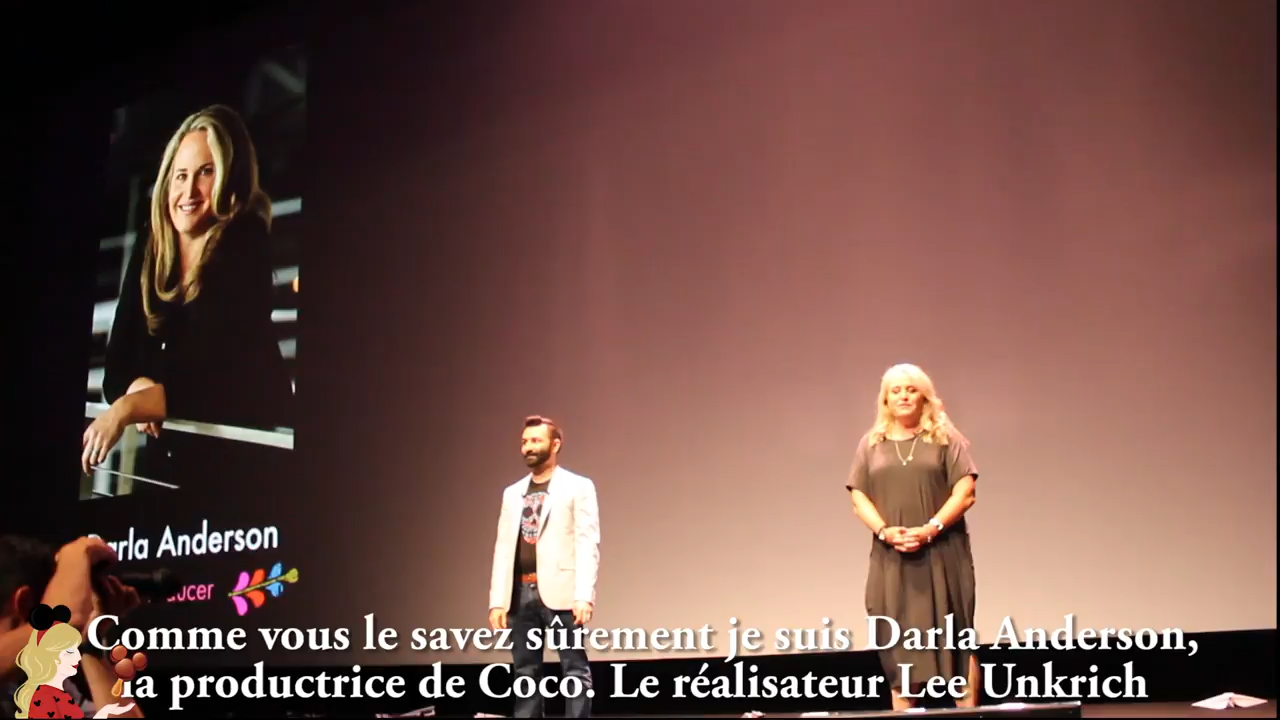 Darla Anderson
Comme vous le savez sûrement je suis Darla Anderson,
la productrice de Coco. Le réalisateur Lee Unkrich